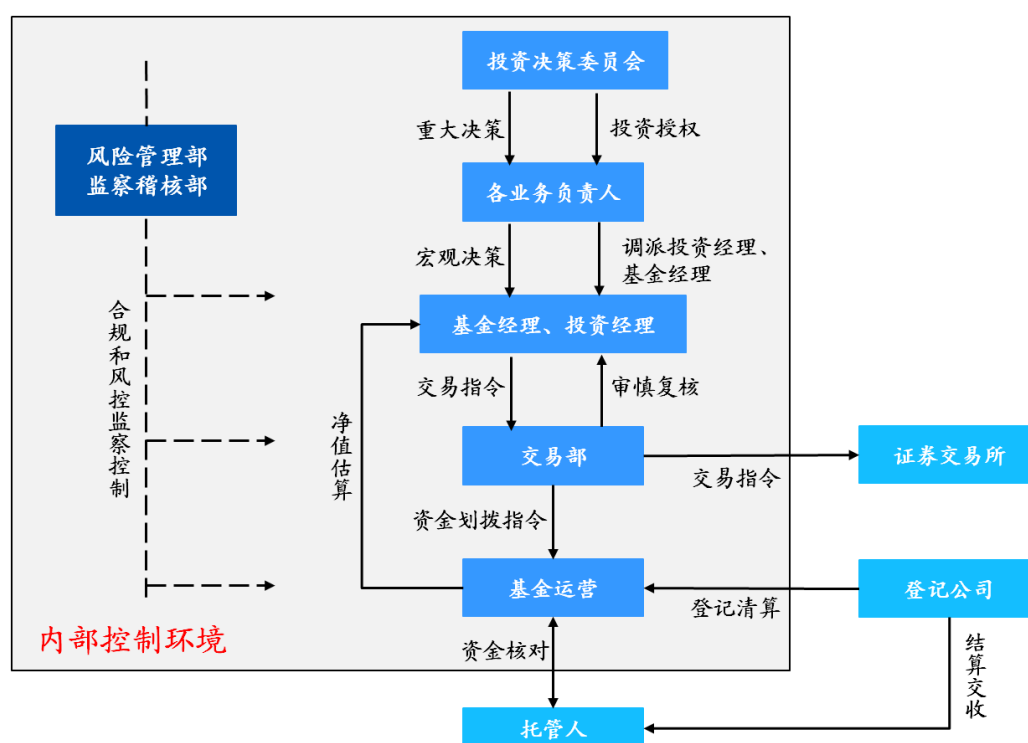 投资决策委员会
重大决策
投资授权
风险管理部
监察稽核部
各业务负责人
宏观决策
调派投资经理、
基金经理
合规和风控监察控制
基金经理、投资经理
交易指令
审慎复核
净值估算
交易部
交易指令
证券交易所
资金划拨指令
基金运营
登记清算
登记公司
内部控制环境
资金核对
结算交收
托管人